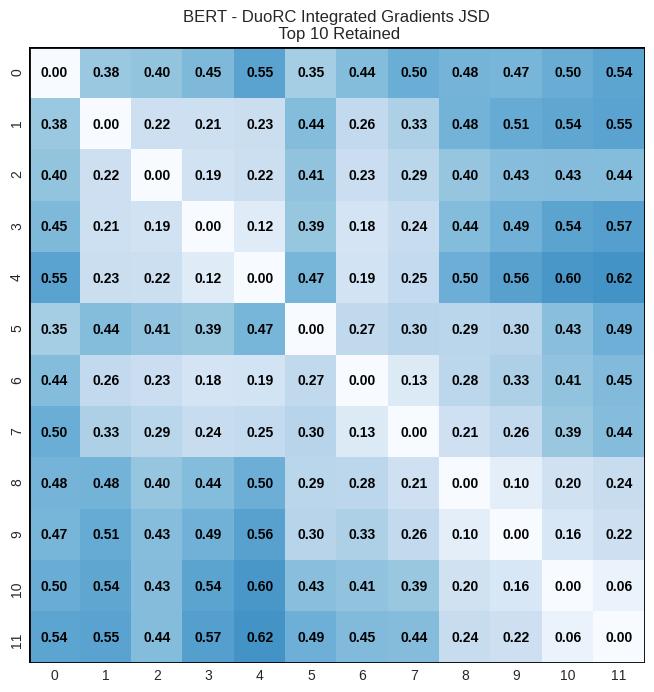 BERT - DuoRC Integrated Gradients JSD
Top 10 Retained
0 0.00 0.38 0.40 0.45 0.55 0.35 0.44 0.50 0.48 0.47 0.50 0.54
1 0.38 0.00 0.22 0.21 0.23 0.44 0.26 0.33 0.48 0.51 0.54 0.55
2 0.40 0.22 0.00 0.19 0.22 0.41 0.23 0.29 0.40 0.43 0.43 0.44
3 0.45 0.21 0.19 0.00 0.12 0.39 0.18 0.24 0.44 0.49 0.54 0.57
4 0.55 0.23 0.22 0.12 0.00 0.47 0.19 0.25 0.50 0.56 0.60 0.62
5 0.35 0.44 0.41 0.39 0.47 0.00 0.27 0.30 0.29 0.30 0.43 0.49
6 0.44 0.26 0.23 0.18 0.19 0.27 0.00 0.13 0.28 0.33 0.41 0.45
7 0.50 0.33 0.29 0.24 0.25 0.30 0.13 0.00 0.21 0.26 0.39 0.44
8 0.48 0.48 0.40 0.44 0.50 0.29 0.28 0.21 0.00 0.10 0.20 0.24
9 0.47 0.51 0.43 0.49 0.56 0.30 0.33 0.26 0.10 0.00 0.16 0.22
10 0.50 0.54 0.43 0.54 0.60 0.43 0.41 0.39 0.20 0.16 0.00 0.06
11 0.54 0.55 0.44 0.57 0.62 0.49 0.45 0.44 0.24 0.22 0.06 0.00
0 1 2 3 4 5 6 7 8 9 10 11